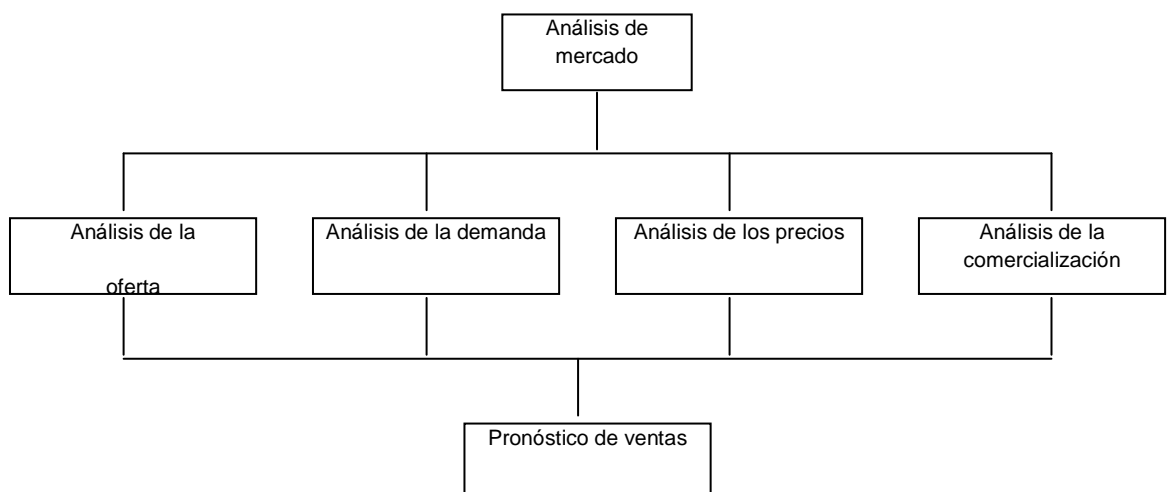 Análisis de
mercado
Análisis de la
oferta
Análisis de la demanda
Análisis de los precios
Análisis de la
comercialización
Pronóstico de ventas